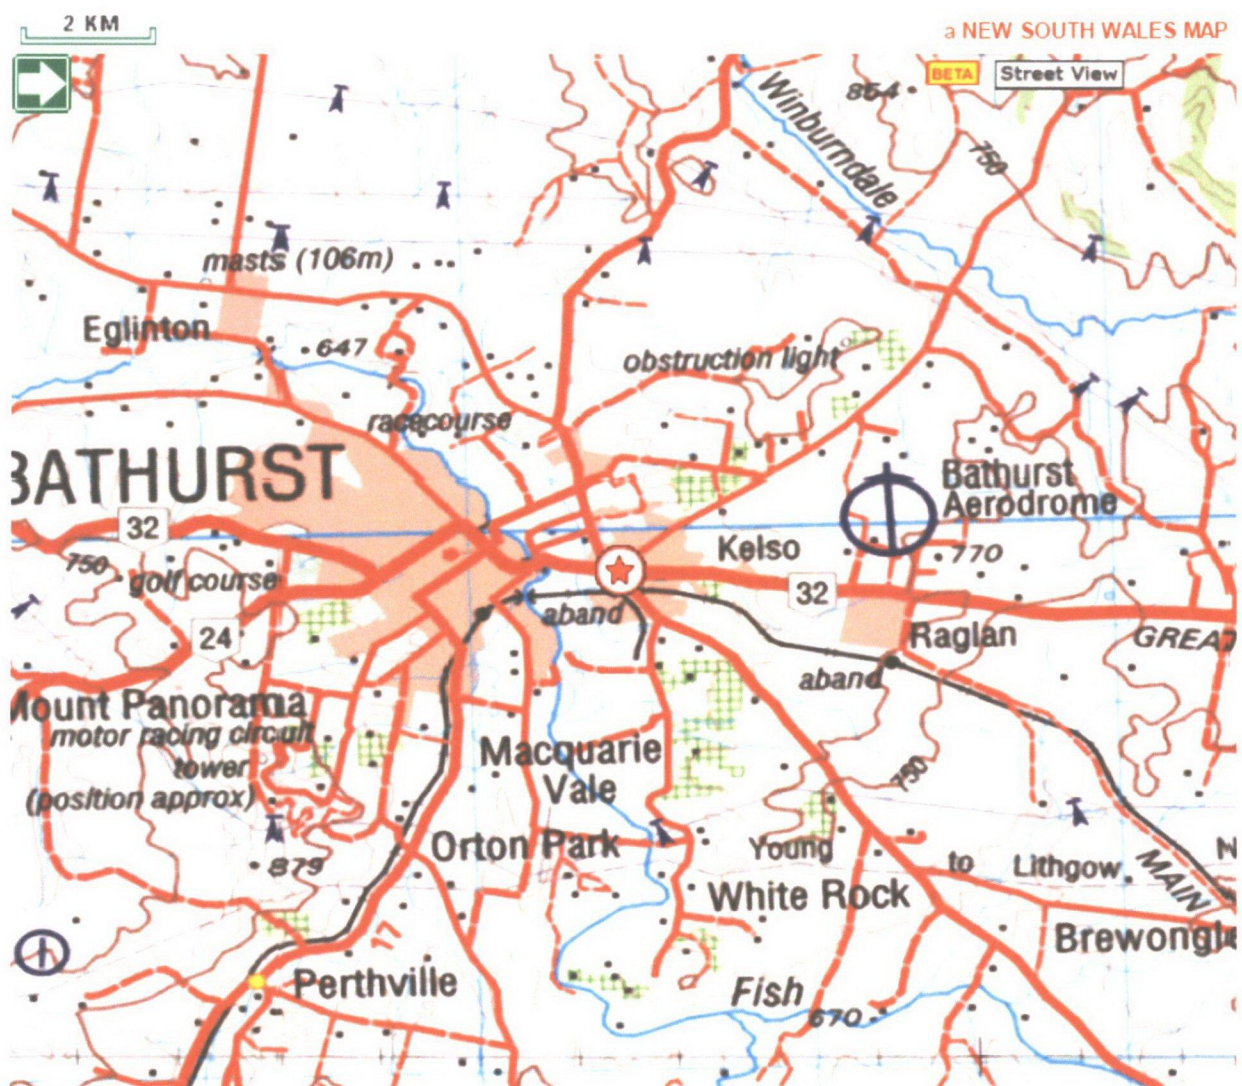 2 KM
a NEW SOUTH WALES MAP
BETA
Street View
Winburndale
854
750
masts (106m)
Eglinton
647
obstruction light
racecourse
BATHURST
Bathurst
Aerodrome
32
Kelso
770
750
golf course
32
aband
24
Raglan
GREAT
aband
Mount Panorama
motor racing circuit
tower
(position approx)
Macquarie
Vale
750
Orton Park
Young
879
to
Lithgow
MAIN
N
White Rock
17
Brewongle
Perthville
Fish
670